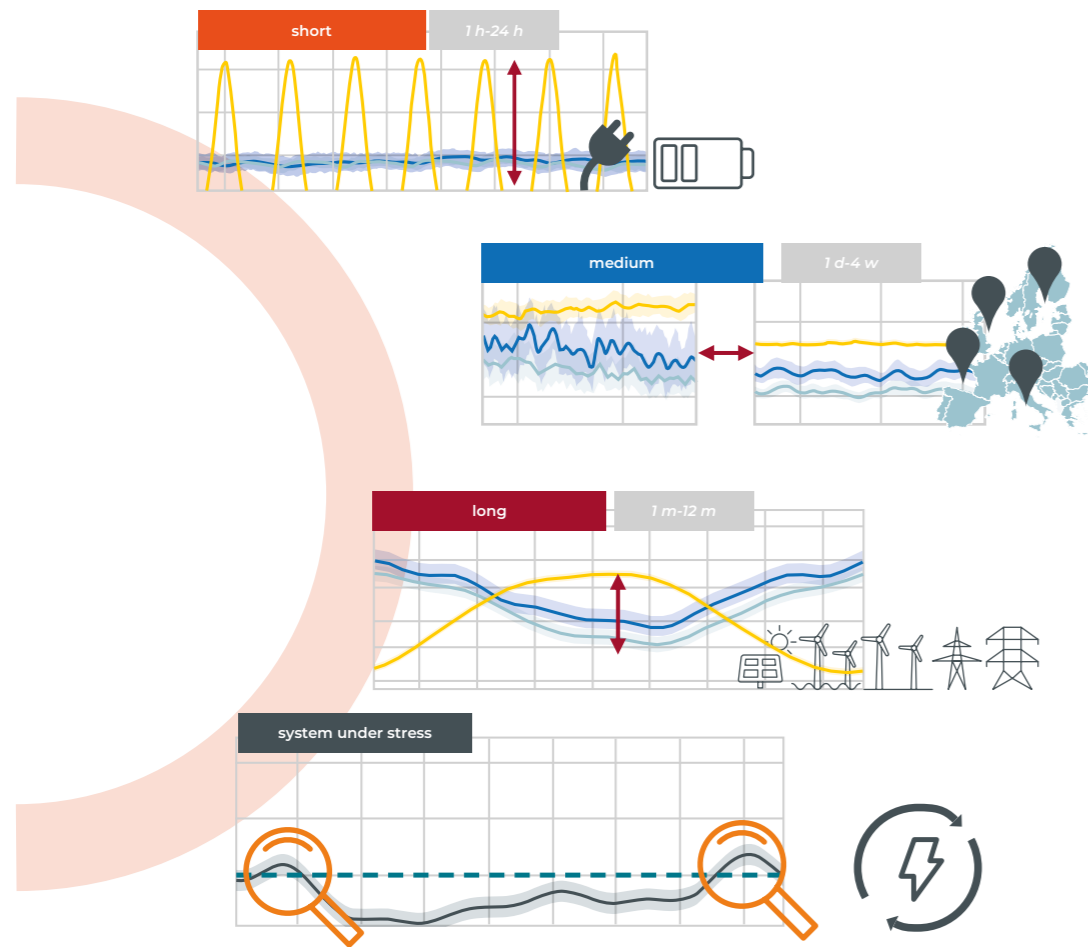 short
1 h-24 h
medium
1 d-4 w
long
1 m-12 m
system under stress